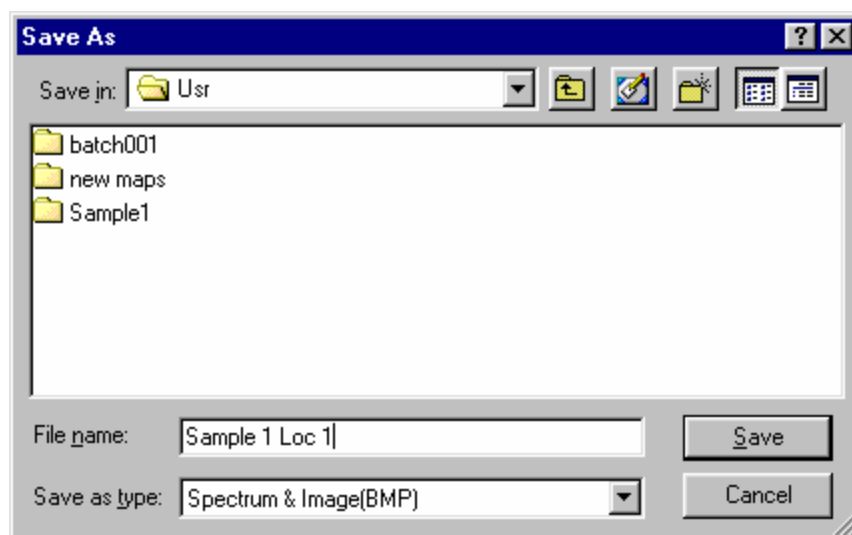 Save As
Save in: Usr
batch001
new maps
Sample1
File name: Sample 1 Loc 1 Save
Save as type: Spectrum & Image(BMP) Cancel